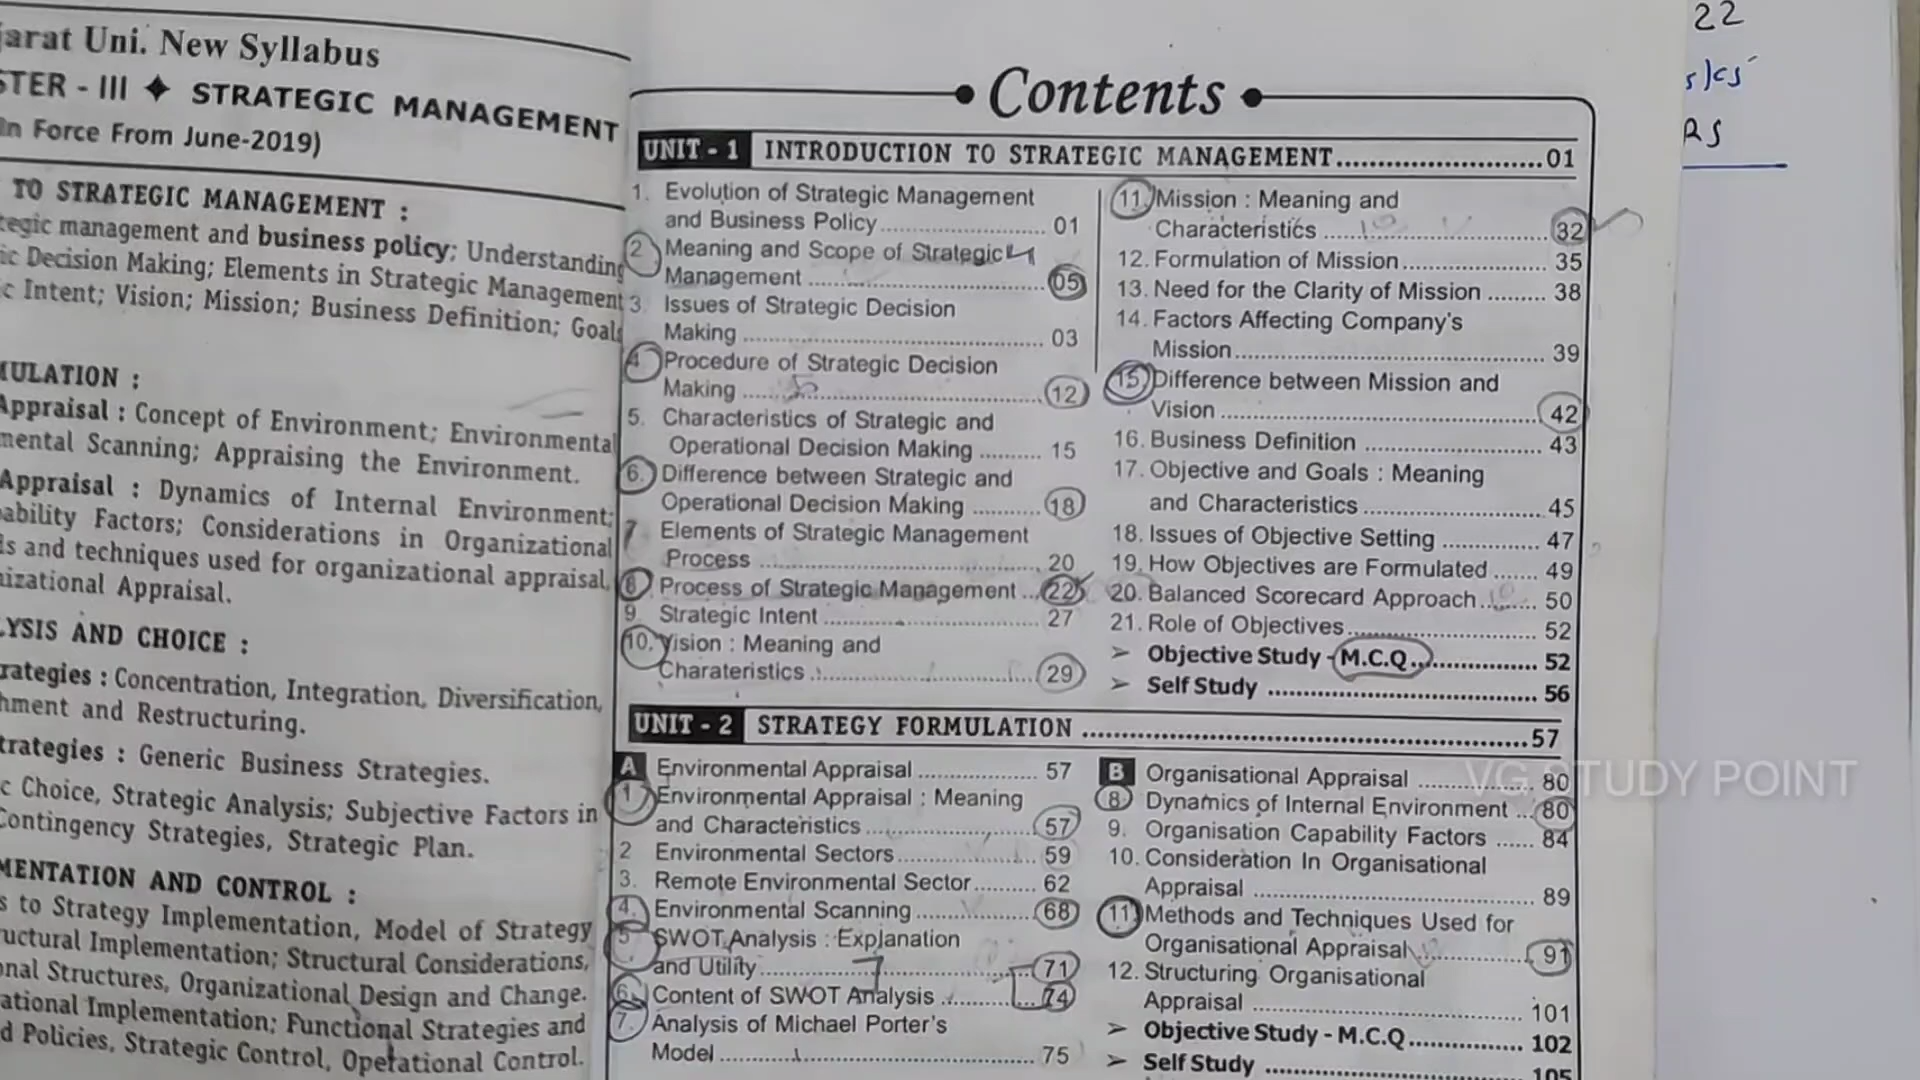 jarat Uni. New Syllabus
STER - III ✦ STRATEGIC MANAGEMENT
In Force From June-2019)
TO STRATEGIC MANAGEMENT :
tegic management and business policy; Understanding
ic Decision Making; Elements in Strategic Management
c Intent; Vision; Mission; Business Definition; Goals
MULATION :
Appraisal : Concept of Environment; Environmental
mental Scanning; Appraising the Environment.
Appraisal : Dynamics of Internal Environment;
ability Factors; Considerations in Organizational
ls and techniques used for organizational appraisal,
nizational Appraisal.
LYSIS AND CHOICE :
rategies : Concentration, Integration, Diversification,
hment and Restructuring.
trategies : Generic Business Strategies.
c Choice, Strategic Analysis; Subjective Factors in
Contingency Strategies, Strategic Plan.
MENTATION AND CONTROL :
s to Strategy Implementation, Model of Strategy
ructural Implementation; Structural Considerations,
onal Structures, Organizational Design and Change.
ational Implementation; Functional Strategies and
d Policies, Strategic Control, Operational Control.
Contents
UNIT - 1 INTRODUCTION TO STRATEGIC MANAGEMENT 01
1. Evolution of Strategic Management
and Business Policy 01
2 Meaning and Scope of Strategic
Management 05
3. Issues of Strategic Decision
Making 03
4 Procedure of Strategic Decision
Making 12
5. Characteristics of Strategic and
Operational Decision Making 15
6. Difference between Strategic and
Operational Decision Making 18
7 Elements of Strategic Management
Process 20
8. Process of Strategic Management 22
9. Strategic Intent 27
10. Vision : Meaning and
Charateristics 29
11. Mission : Meaning and
Characteristics 32
12. Formulation of Mission 35
13. Need for the Clarity of Mission 38
14. Factors Affecting Company's
Mission 39
15. Difference between Mission and
Vision 42
16. Business Definition 43
17. Objective and Goals : Meaning
and Characteristics 45
18. Issues of Objective Setting 47
19. How Objectives are Formulated 49
20. Balanced Scorecard Approach 50
21. Role of Objectives 52
➢ Objective Study - M.C.Q. 52
➢ Self Study 56
UNIT - 2 STRATEGY FORMULATION 57
A Environmental Appraisal 57
1 Environmental Appraisal : Meaning
and Characteristics 57
2 Environmental Sectors 59
3. Remote Environmental Sector 62
4. Environmental Scanning 68
5 SWOT Analysis : Explanation
and Utility 71
6. Content of SWOT Analysis 74
7. Analysis of Michael Porter's
Model 75
B Organisational Appraisal 80
8 Dynamics of Internal Environment 80
9. Organisation Capability Factors 84
10. Consideration In Organisational
Appraisal 89
11. Methods and Techniques Used for
Organisational Appraisal 91
12. Structuring Organisational
Appraisal 101
➢ Objective Study - M.C.Q. 102
➢ Self Study 105
22
VG STUDY POINT